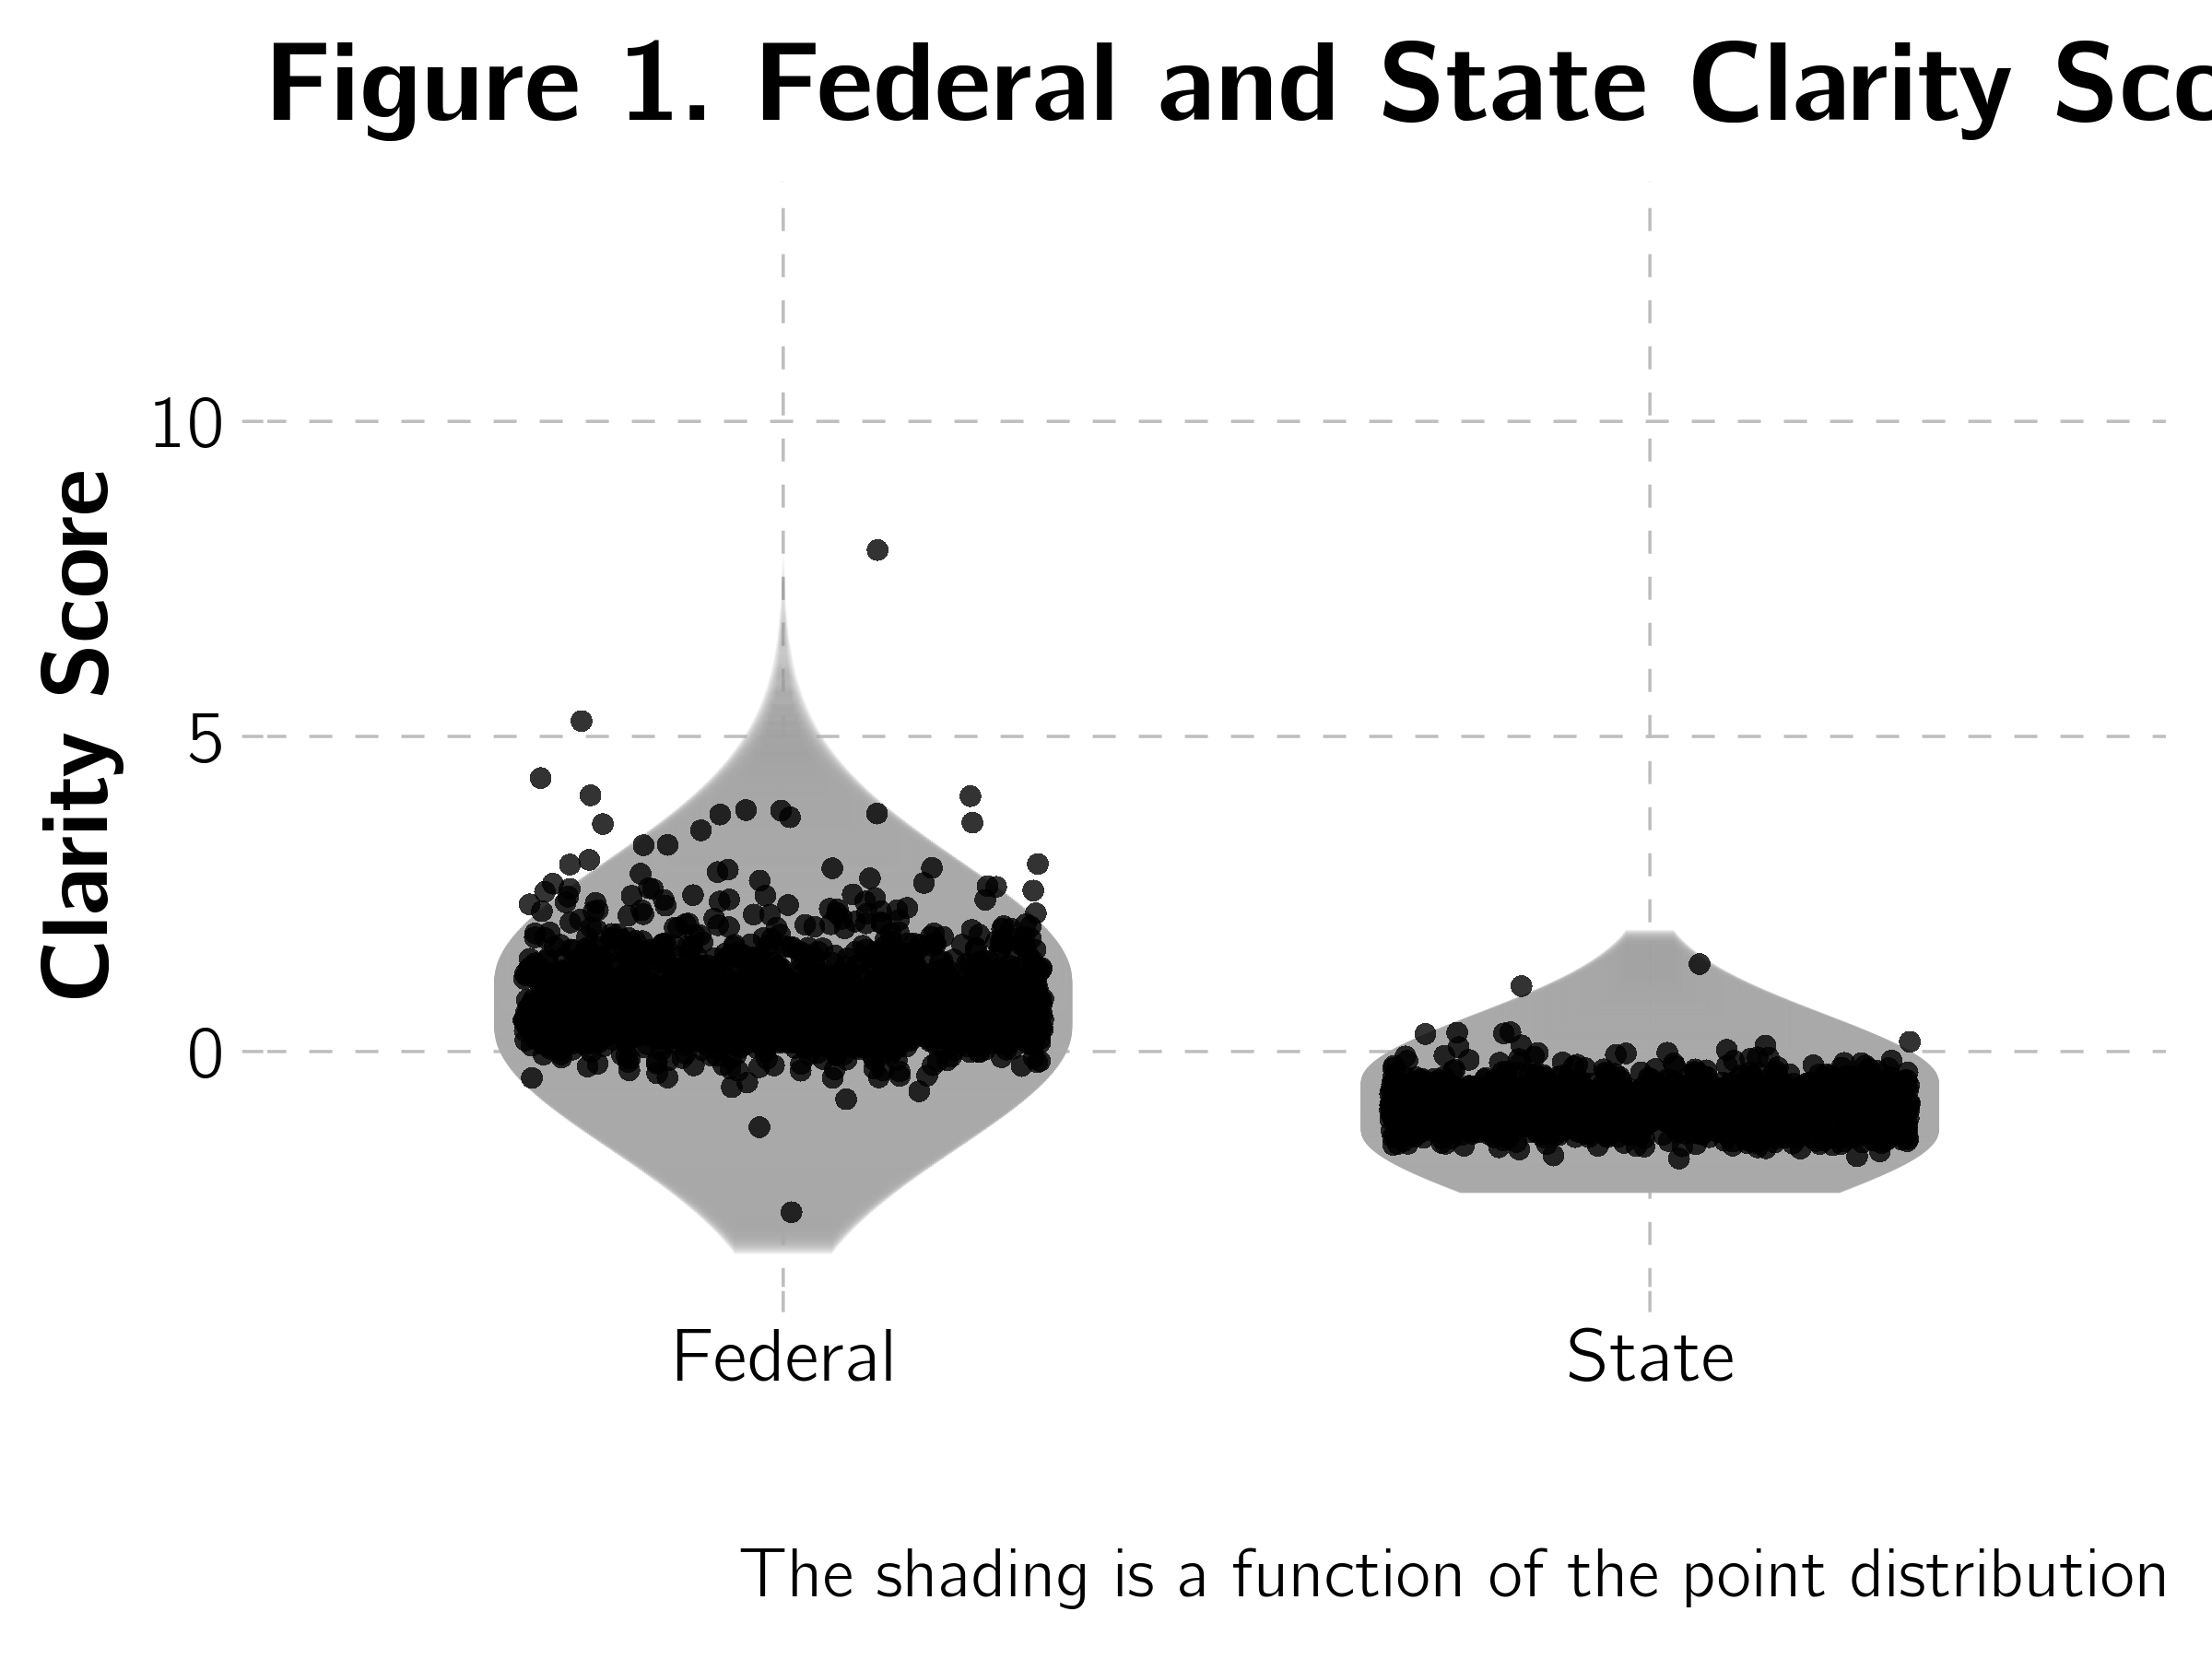 Figure 1. Federal and State Clarity Sco
Clarity Score
10
5
0
Federal
State
The shading is a function of the point distribution